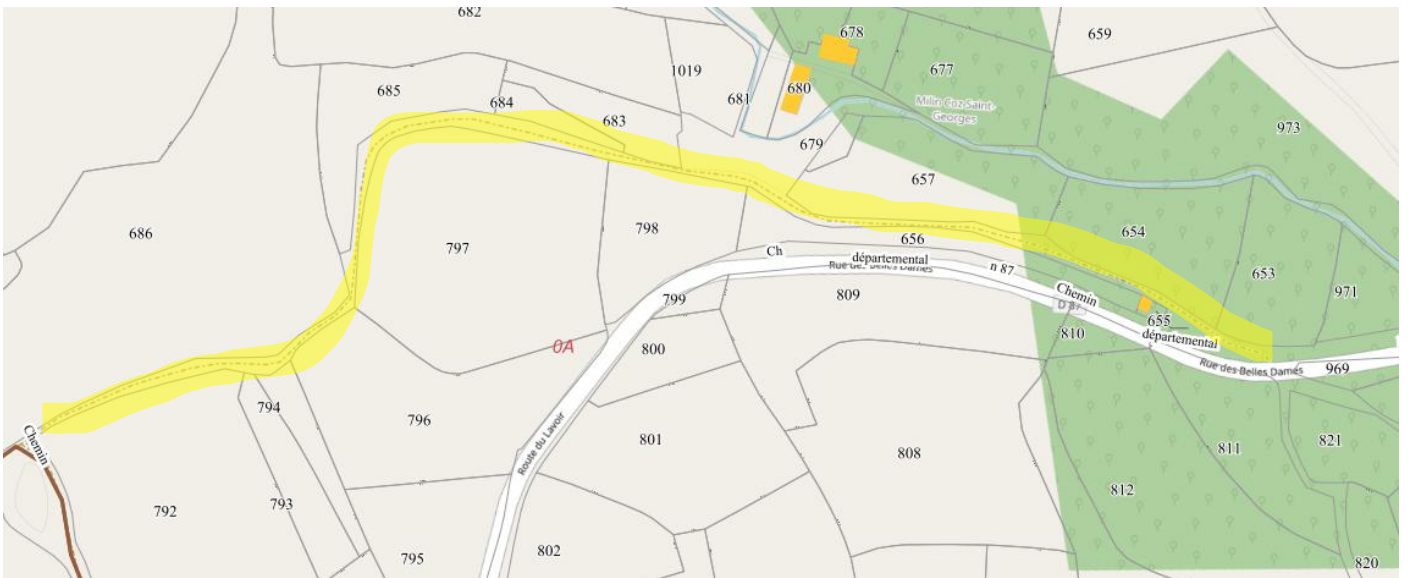 682
678
659
1019
677
685
684
681
680
683
Milin Coz Saint-
Georges
973
679
657
686
798
797
656
654
Ch
départemental
n 87
Rue des Belles Dames
653
971
Chemin
D 87
799
809
655
810
départemental
0A
800
Rue des Belles Dames
969
794
796
Chemin
Route du Lavoir
801
821
808
811
812
793
792
802
795
820